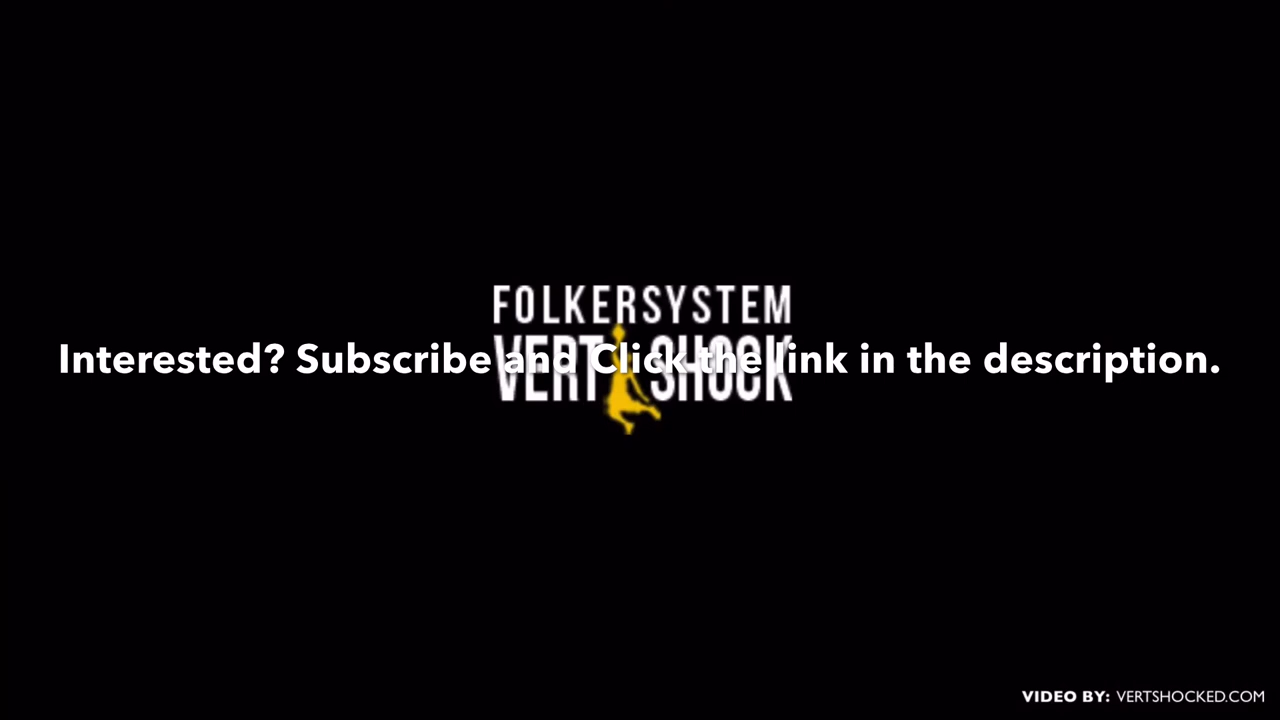 FOLKERSYSTEM
Interested? Subscribe and Click the link in the description.
VERT SHOCK
VIDEO BY: VERTSHOCKED.COM